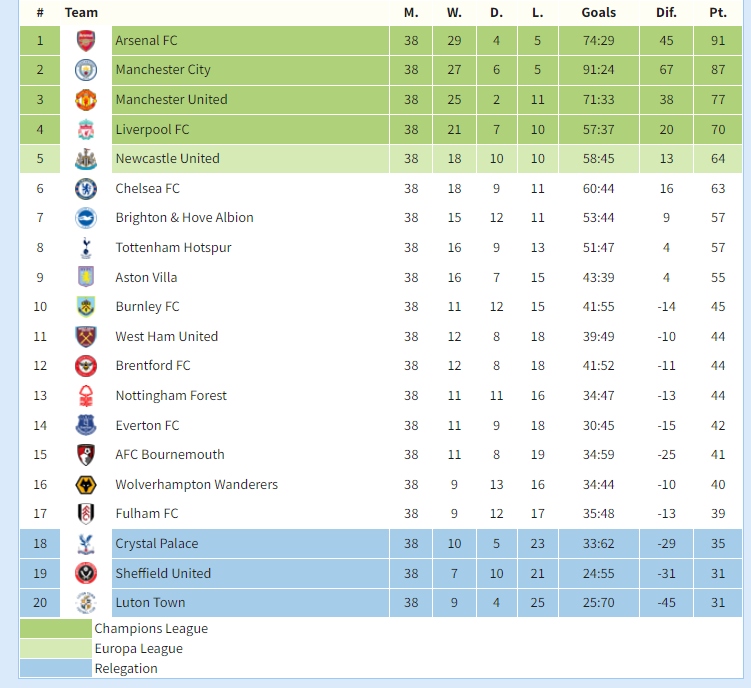 # Team M. W. D. L. Goals Dif. Pt.
1 Arsenal FC 38 29 4 5 74:29 45 91
2 Manchester City 38 27 6 5 91:24 67 87
3 Manchester United 38 25 2 11 71:33 38 77
4 Liverpool FC 38 21 7 10 57:37 20 70
5 Newcastle United 38 18 10 10 58:45 13 64
6 Chelsea FC 38 18 9 11 60:44 16 63
7 Brighton & Hove Albion 38 15 12 11 53:44 9 57
8 Tottenham Hotspur 38 16 9 13 51:47 4 57
9 Aston Villa 38 16 7 15 43:39 4 55
10 Burnley FC 38 11 12 15 41:55 -14 45
11 West Ham United 38 12 8 18 39:49 -10 44
12 Brentford FC 38 12 8 18 41:52 -11 44
13 Nottingham Forest 38 11 11 16 34:47 -13 44
14 Everton FC 38 11 9 18 30:45 -15 42
15 AFC Bournemouth 38 11 8 19 34:59 -25 41
16 Wolverhampton Wanderers 38 9 13 16 34:44 -10 40
17 Fulham FC 38 9 12 17 35:48 -13 39
18 Crystal Palace 38 10 5 23 33:62 -29 35
19 Sheffield United 38 7 10 21 24:55 -31 31
20 Luton Town 38 9 4 25 25:70 -45 31
Champions League
Europa League
Relegation